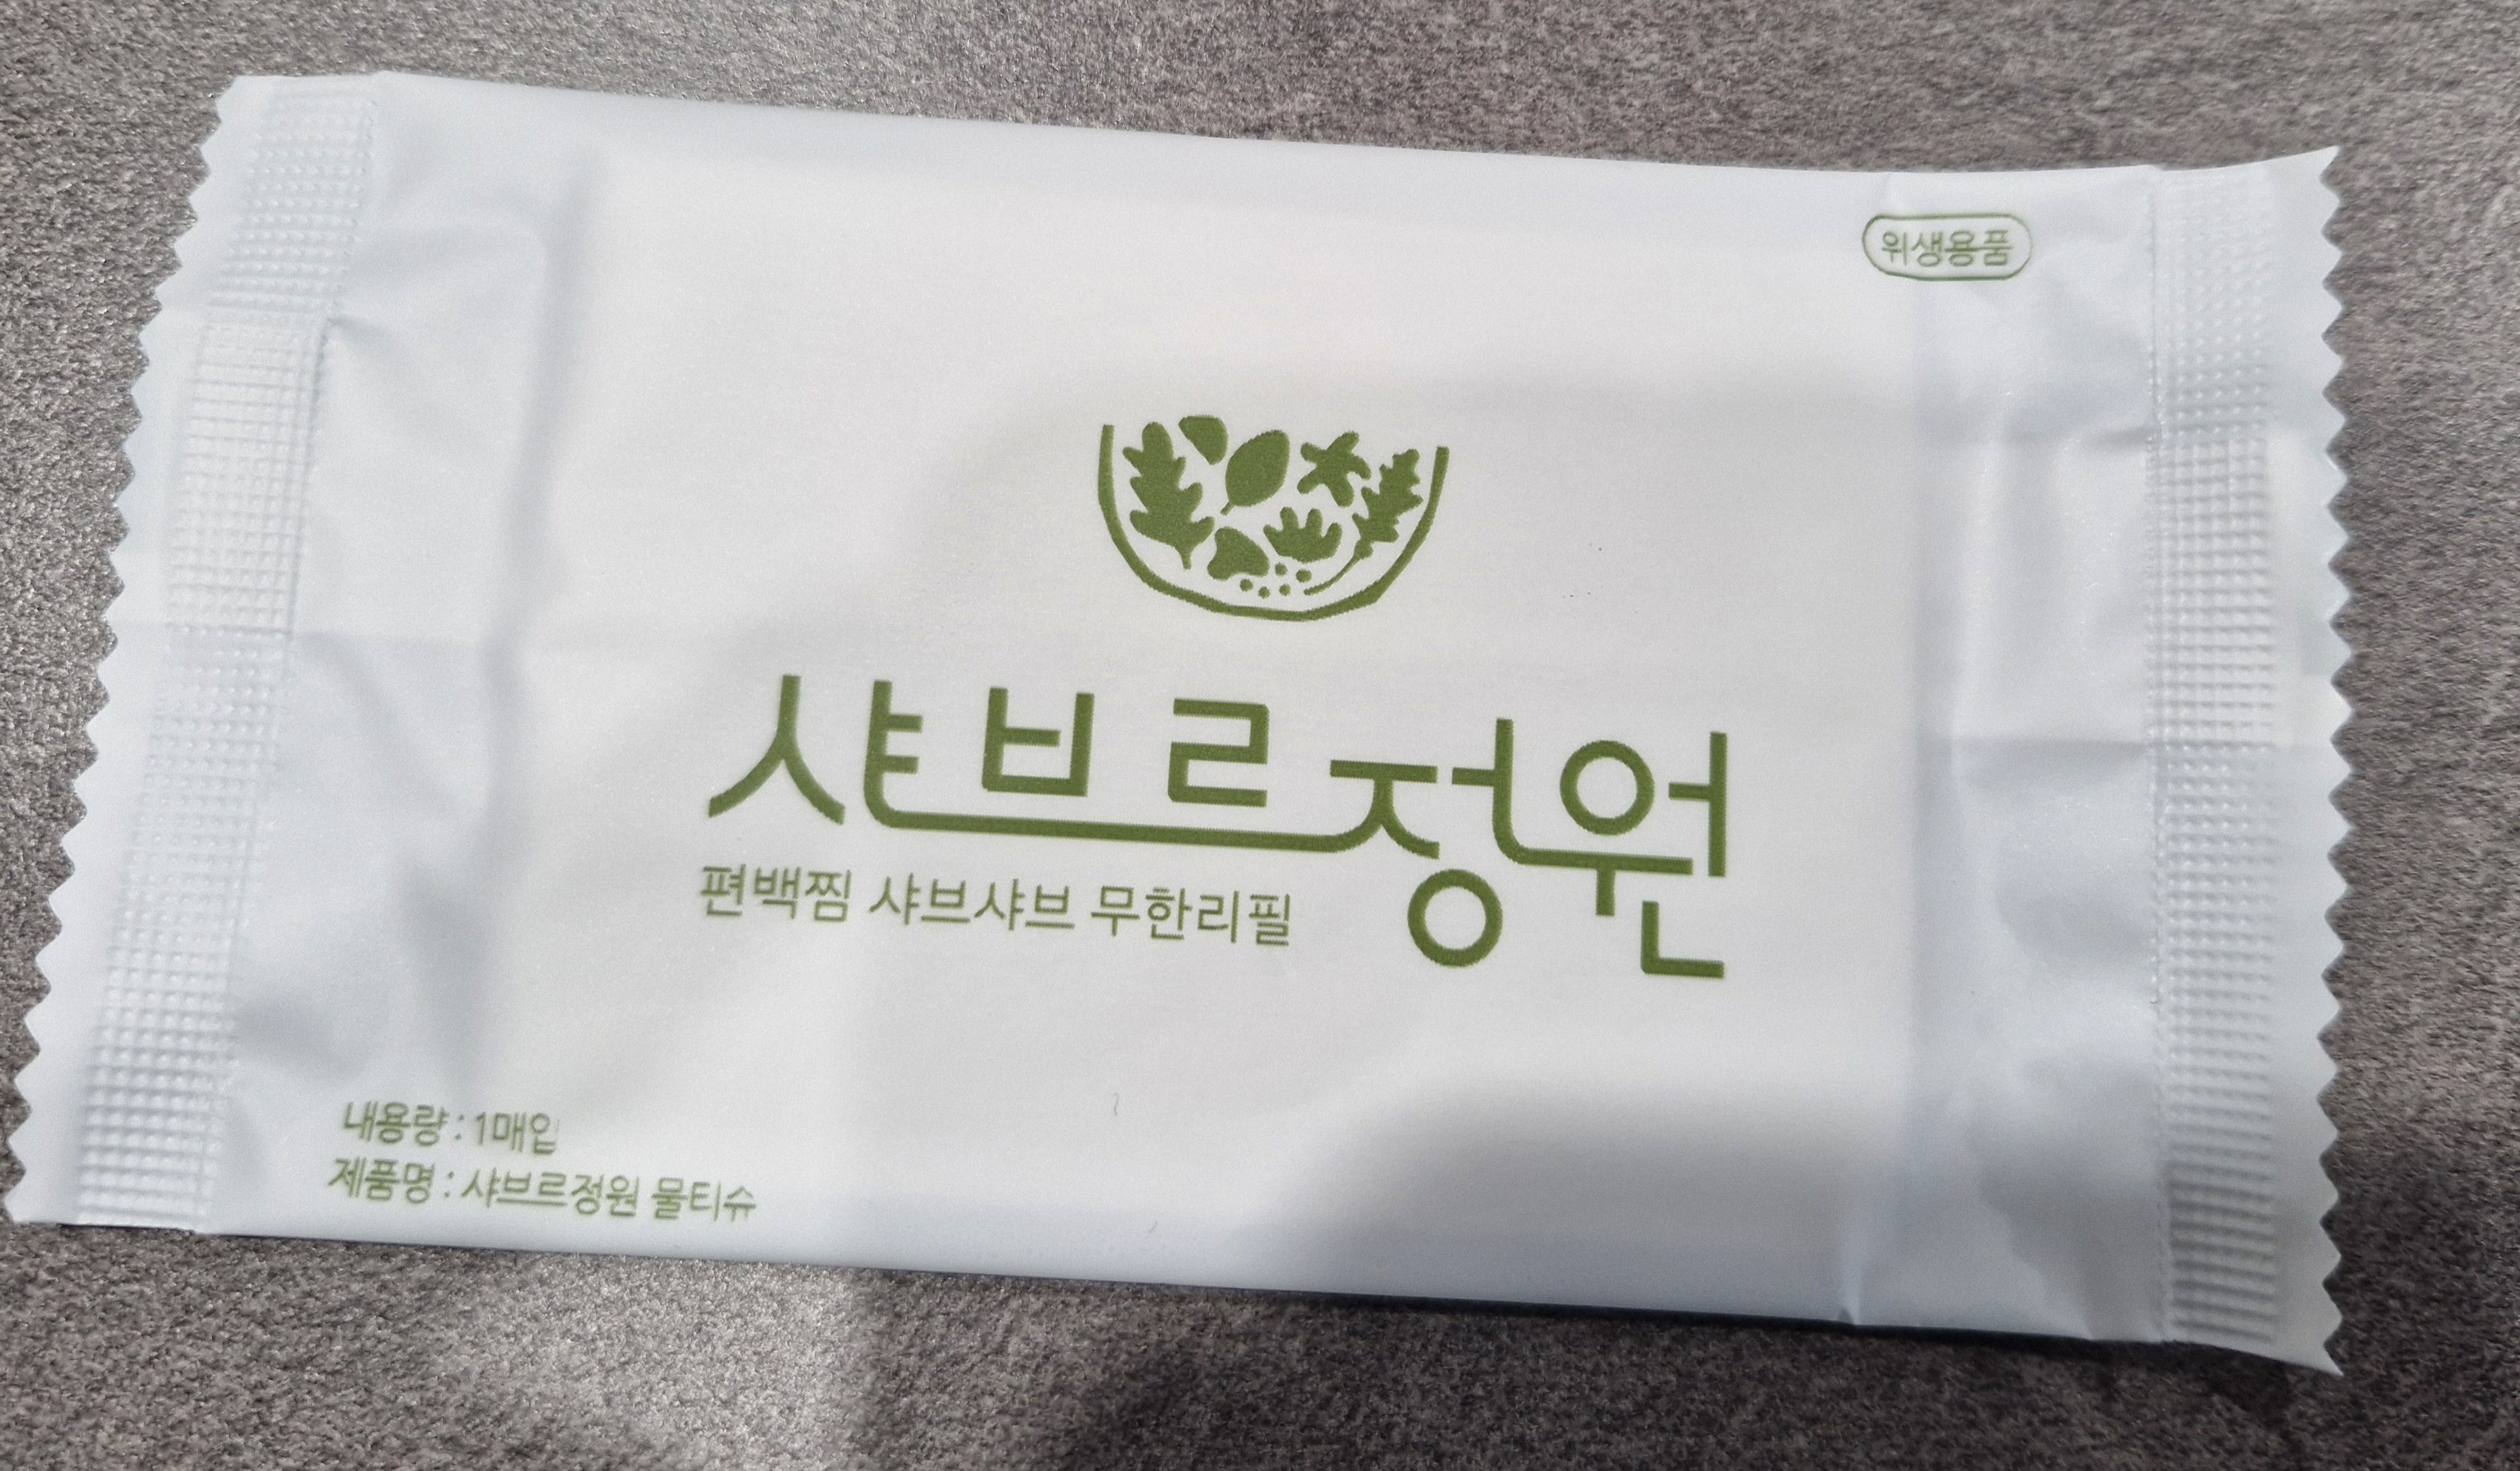 위생용품
샤브르정원
편백찜 샤브샤브 무한리필
내용량 : 1매입
제품명 : 샤브르정원 물티슈